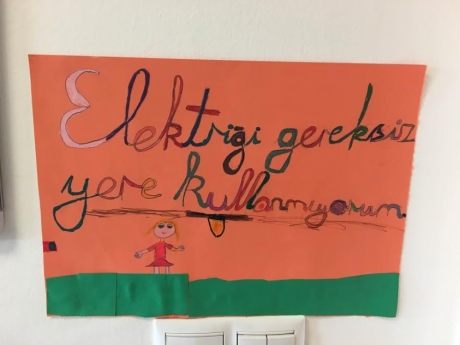 Elektriği gereksiz
yere kullanmıyorum.